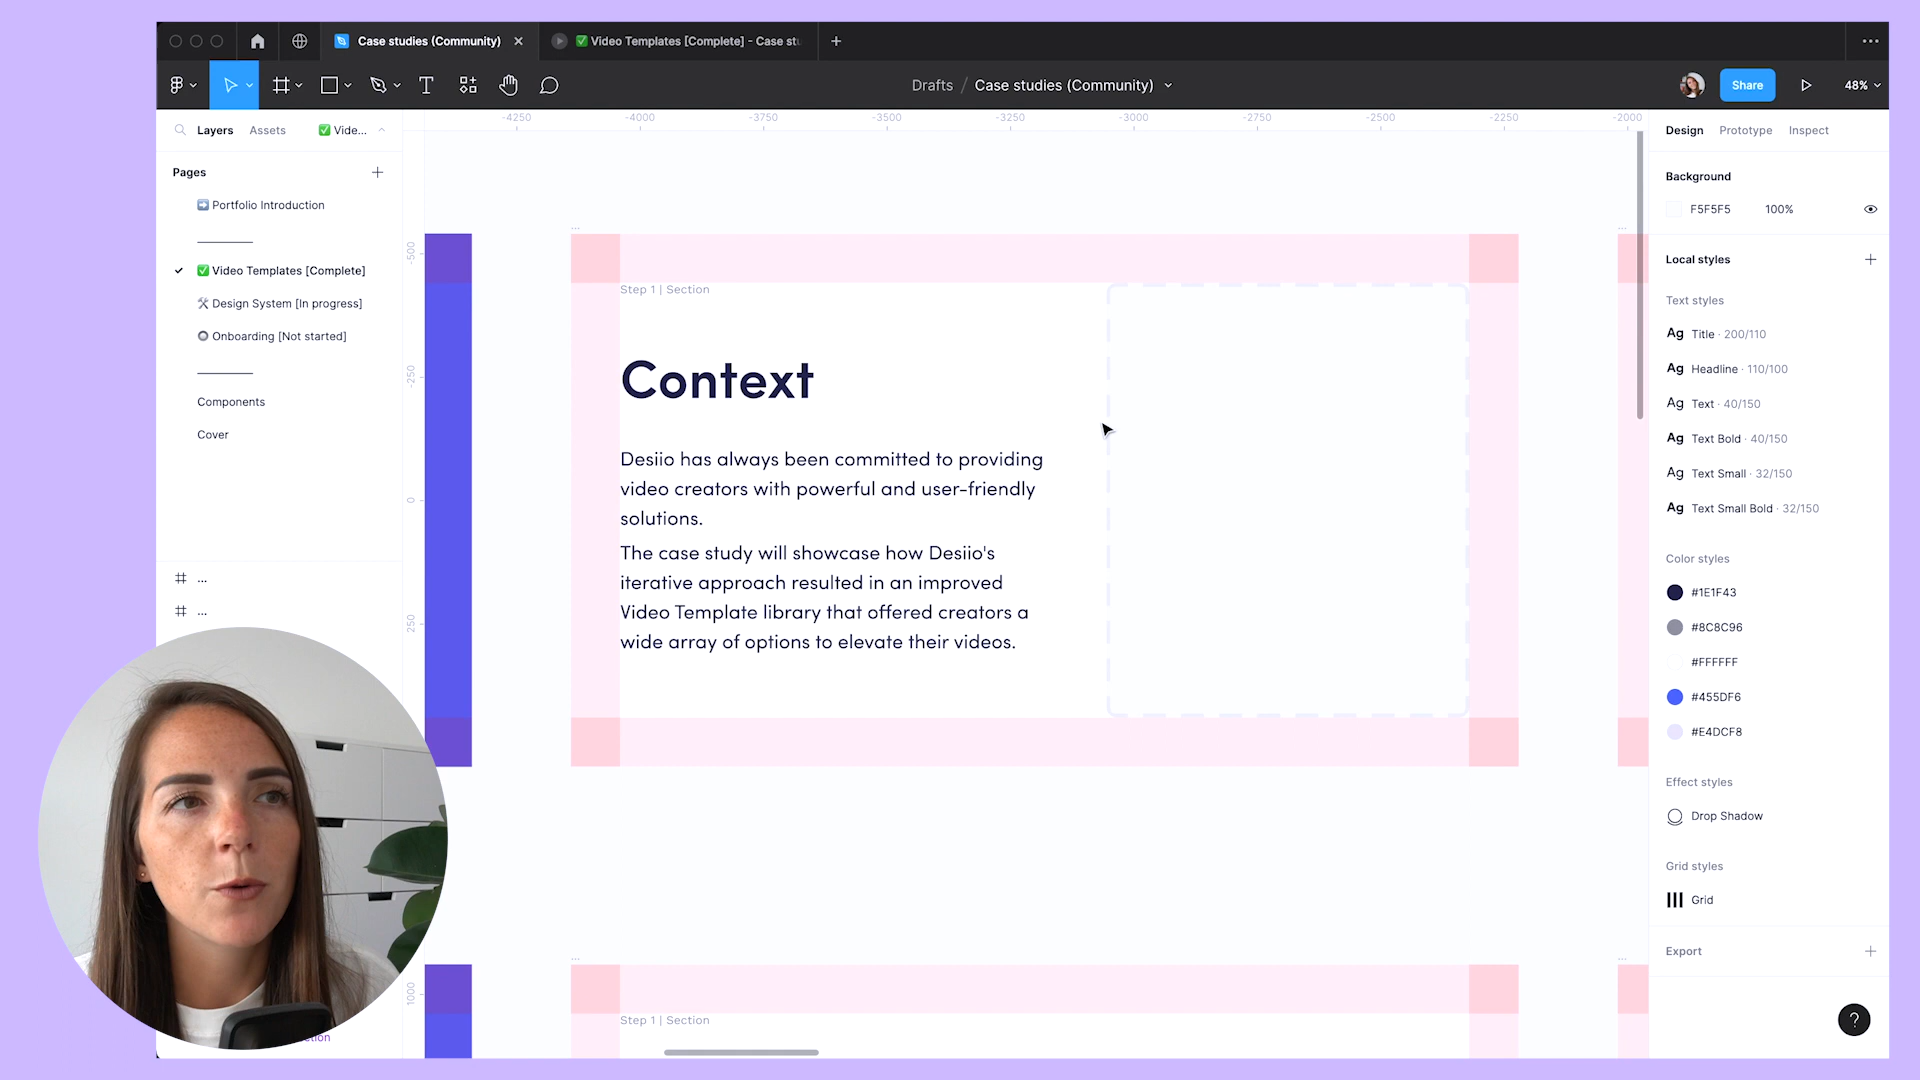 Case studies (Community)
Video Templates [Complete] - Case stu
Drafts / Case studies (Community)
Share
48%
Layers
Assets
Vide...
Pages
Portfolio Introduction
Video Templates [Complete]
Design System [In progress]
Onboarding [Not started]
Components
Cover
...
...
-4250
-4000
-3750
-3500
-3250
-3000
-2750
-2500
-2250
-2000
-500
-250
0
250
1000
...
...
Step 1 | Section
Context
Desiio has always been committed to providing
video creators with powerful and user-friendly
solutions.
The case study will showcase how Desiio's
iterative approach resulted in an improved
Video Template library that offered creators a
wide array of options to elevate their videos.
...
...
Step 1 | Section
Design
Prototype
Inspect
Background
F5F5F5
100%
Local styles
Text styles
Ag Title · 200/110
Ag Headline · 110/100
Ag Text · 40/150
Ag Text Bold · 40/150
Ag Text Small · 32/150
Ag Text Small Bold · 32/150
Color styles
#1E1F43
#8C8C96
#FFFFFF
#455DF6
#E4DCF8
Effect styles
Drop Shadow
Grid styles
Grid
Export
?